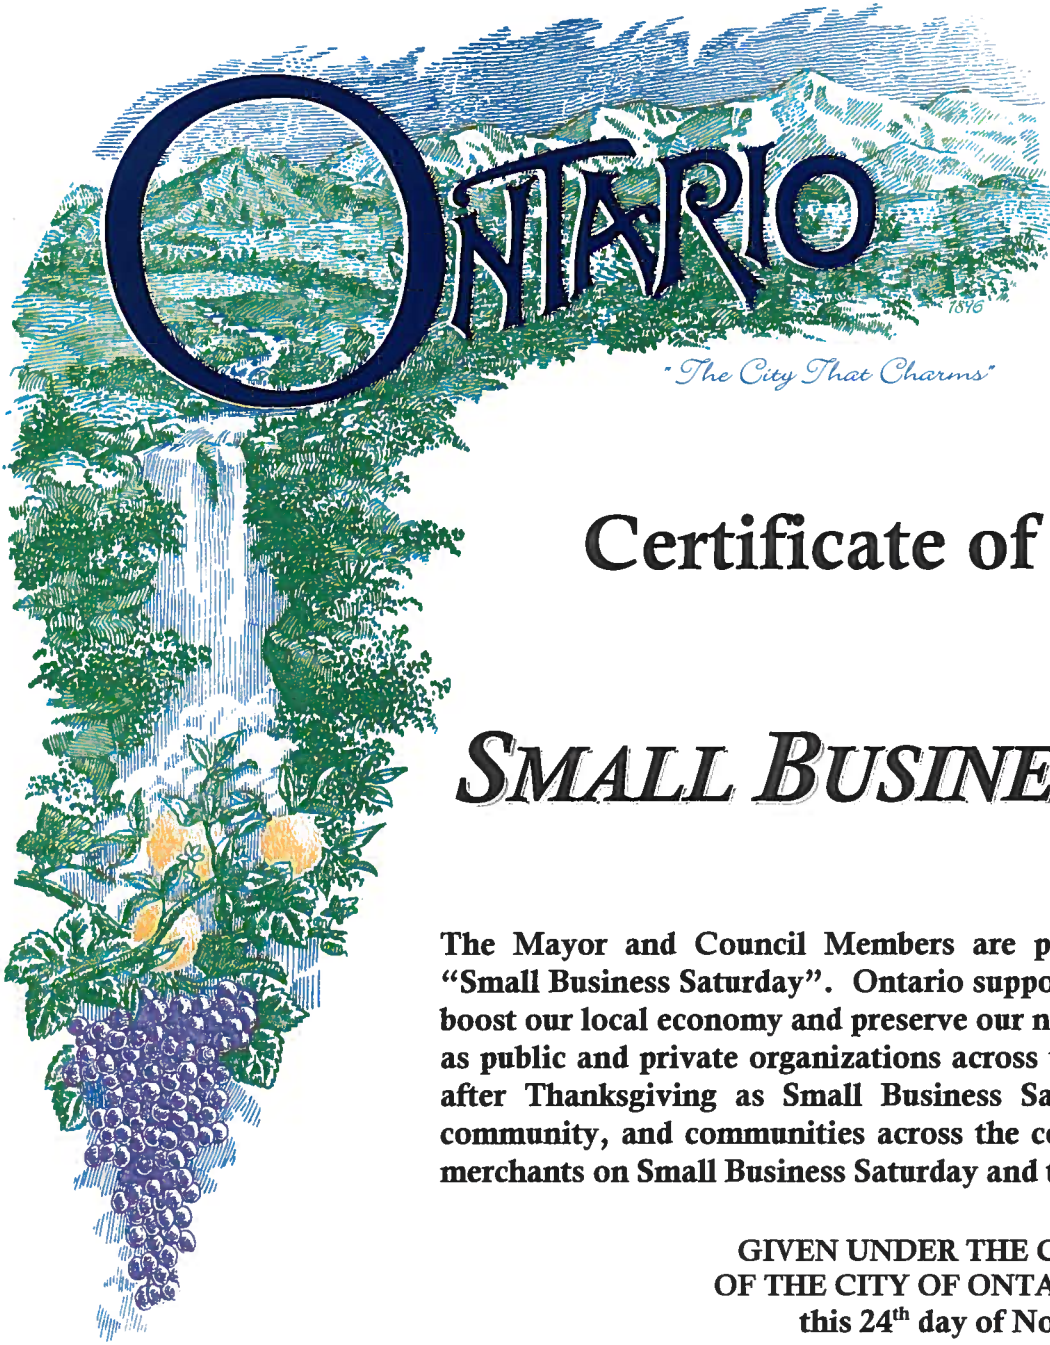 ONTARIO
1896
"The City That Charms"
Certificate of
SMALL BUSINE
The Mayor and Council Members are p
“Small Business Saturday”. Ontario suppo
boost our local economy and preserve our n
as public and private organizations across
after Thanksgiving as Small Business Sa
community, and communities across the c
merchants on Small Business Saturday and
GIVEN UNDER THE C
OF THE CITY OF ONTA
this 24th day of No